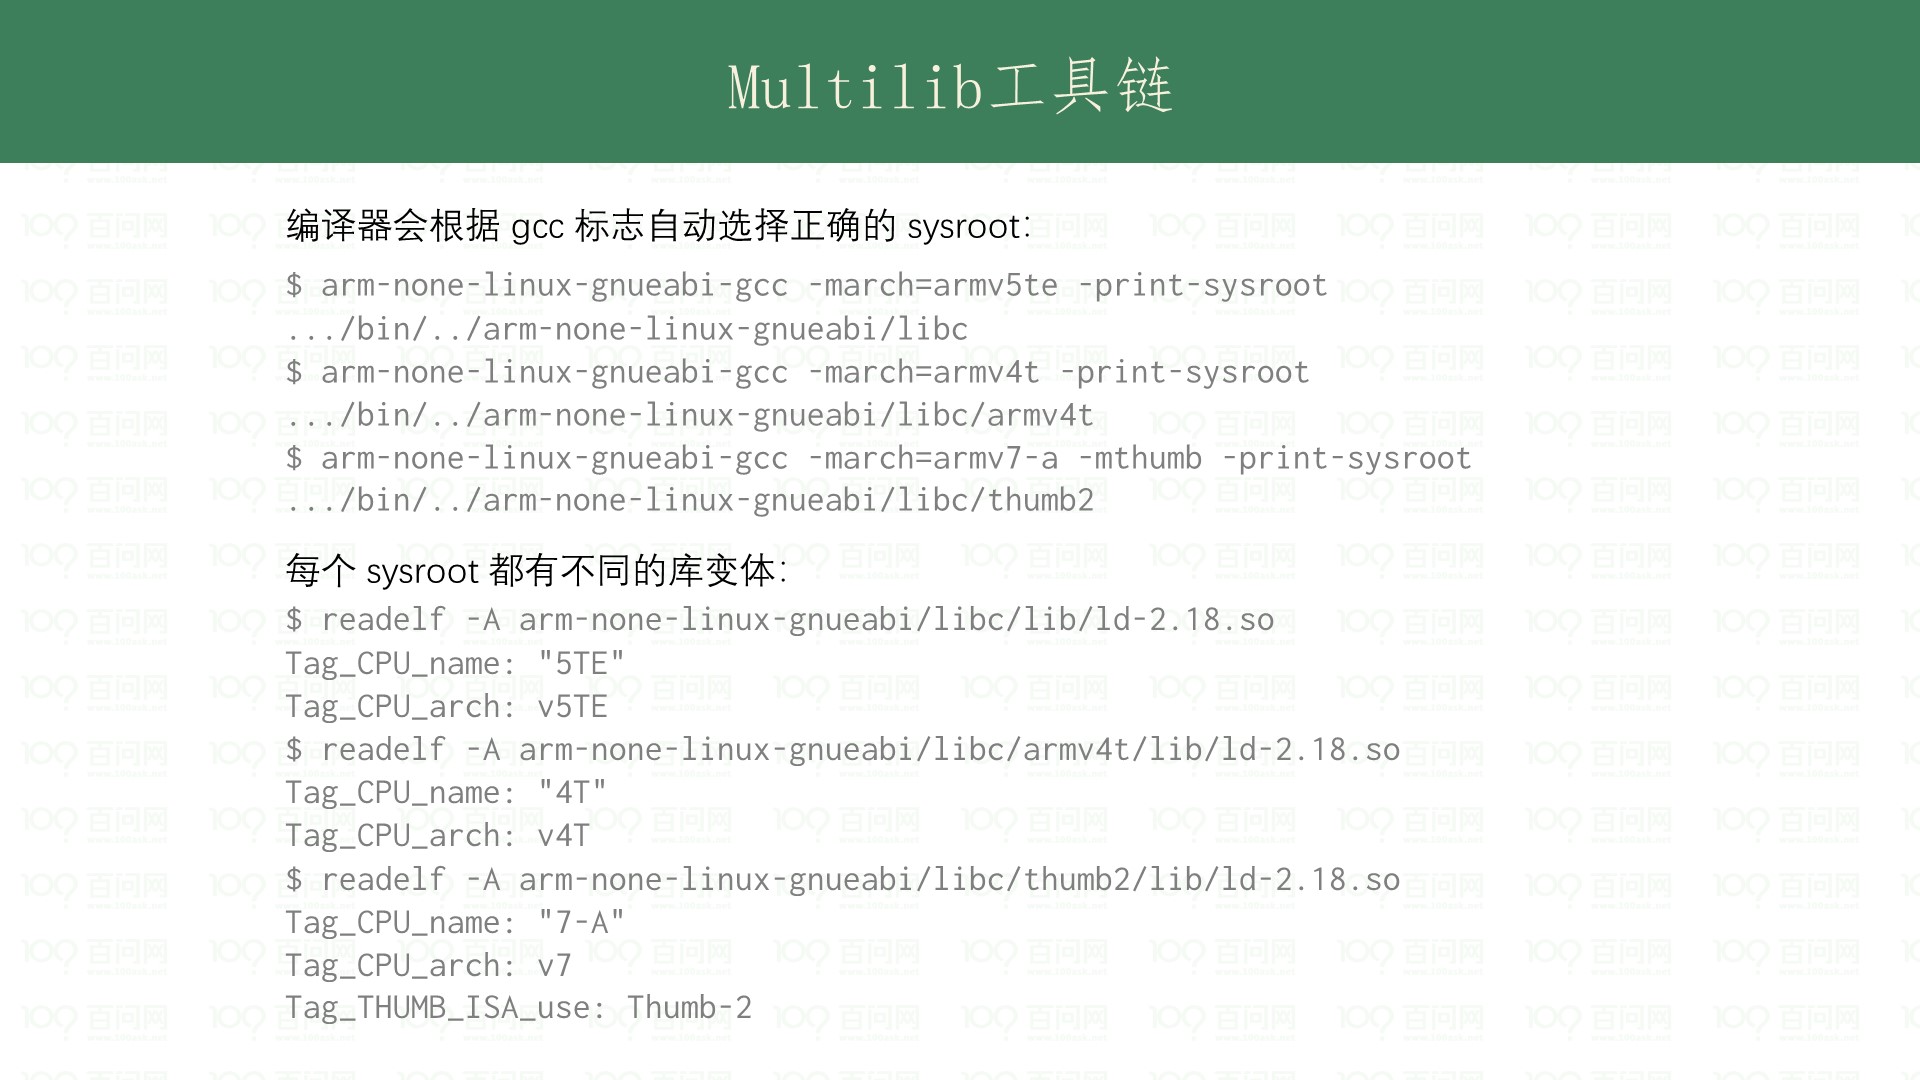 Multilib工具链
编译器会根据 gcc 标志自动选择正确的 sysroot：
$ arm-none-linux-gnueabi-gcc -march=armv5te -print-sysroot
.../bin/../arm-none-linux-gnueabi/libc
$ arm-none-linux-gnueabi-gcc -march=armv4t -print-sysroot
.../bin/../arm-none-linux-gnueabi/libc/armv4t
$ arm-none-linux-gnueabi-gcc -march=armv7-a -mthumb -print-sysroot
.../bin/../arm-none-linux-gnueabi/libc/thumb2
每个 sysroot 都有不同的库变体：
$ readelf -A arm-none-linux-gnueabi/libc/lib/ld-2.18.so
Tag_CPU_name: "5TE"
Tag_CPU_arch: v5TE
$ readelf -A arm-none-linux-gnueabi/libc/armv4t/lib/ld-2.18.so
Tag_CPU_name: "4T"
Tag_CPU_arch: v4T
$ readelf -A arm-none-linux-gnueabi/libc/thumb2/lib/ld-2.18.so
Tag_CPU_name: "7-A"
Tag_CPU_arch: v7
Tag_THUMB_ISA_use: Thumb-2
百问网
www.100ask.net